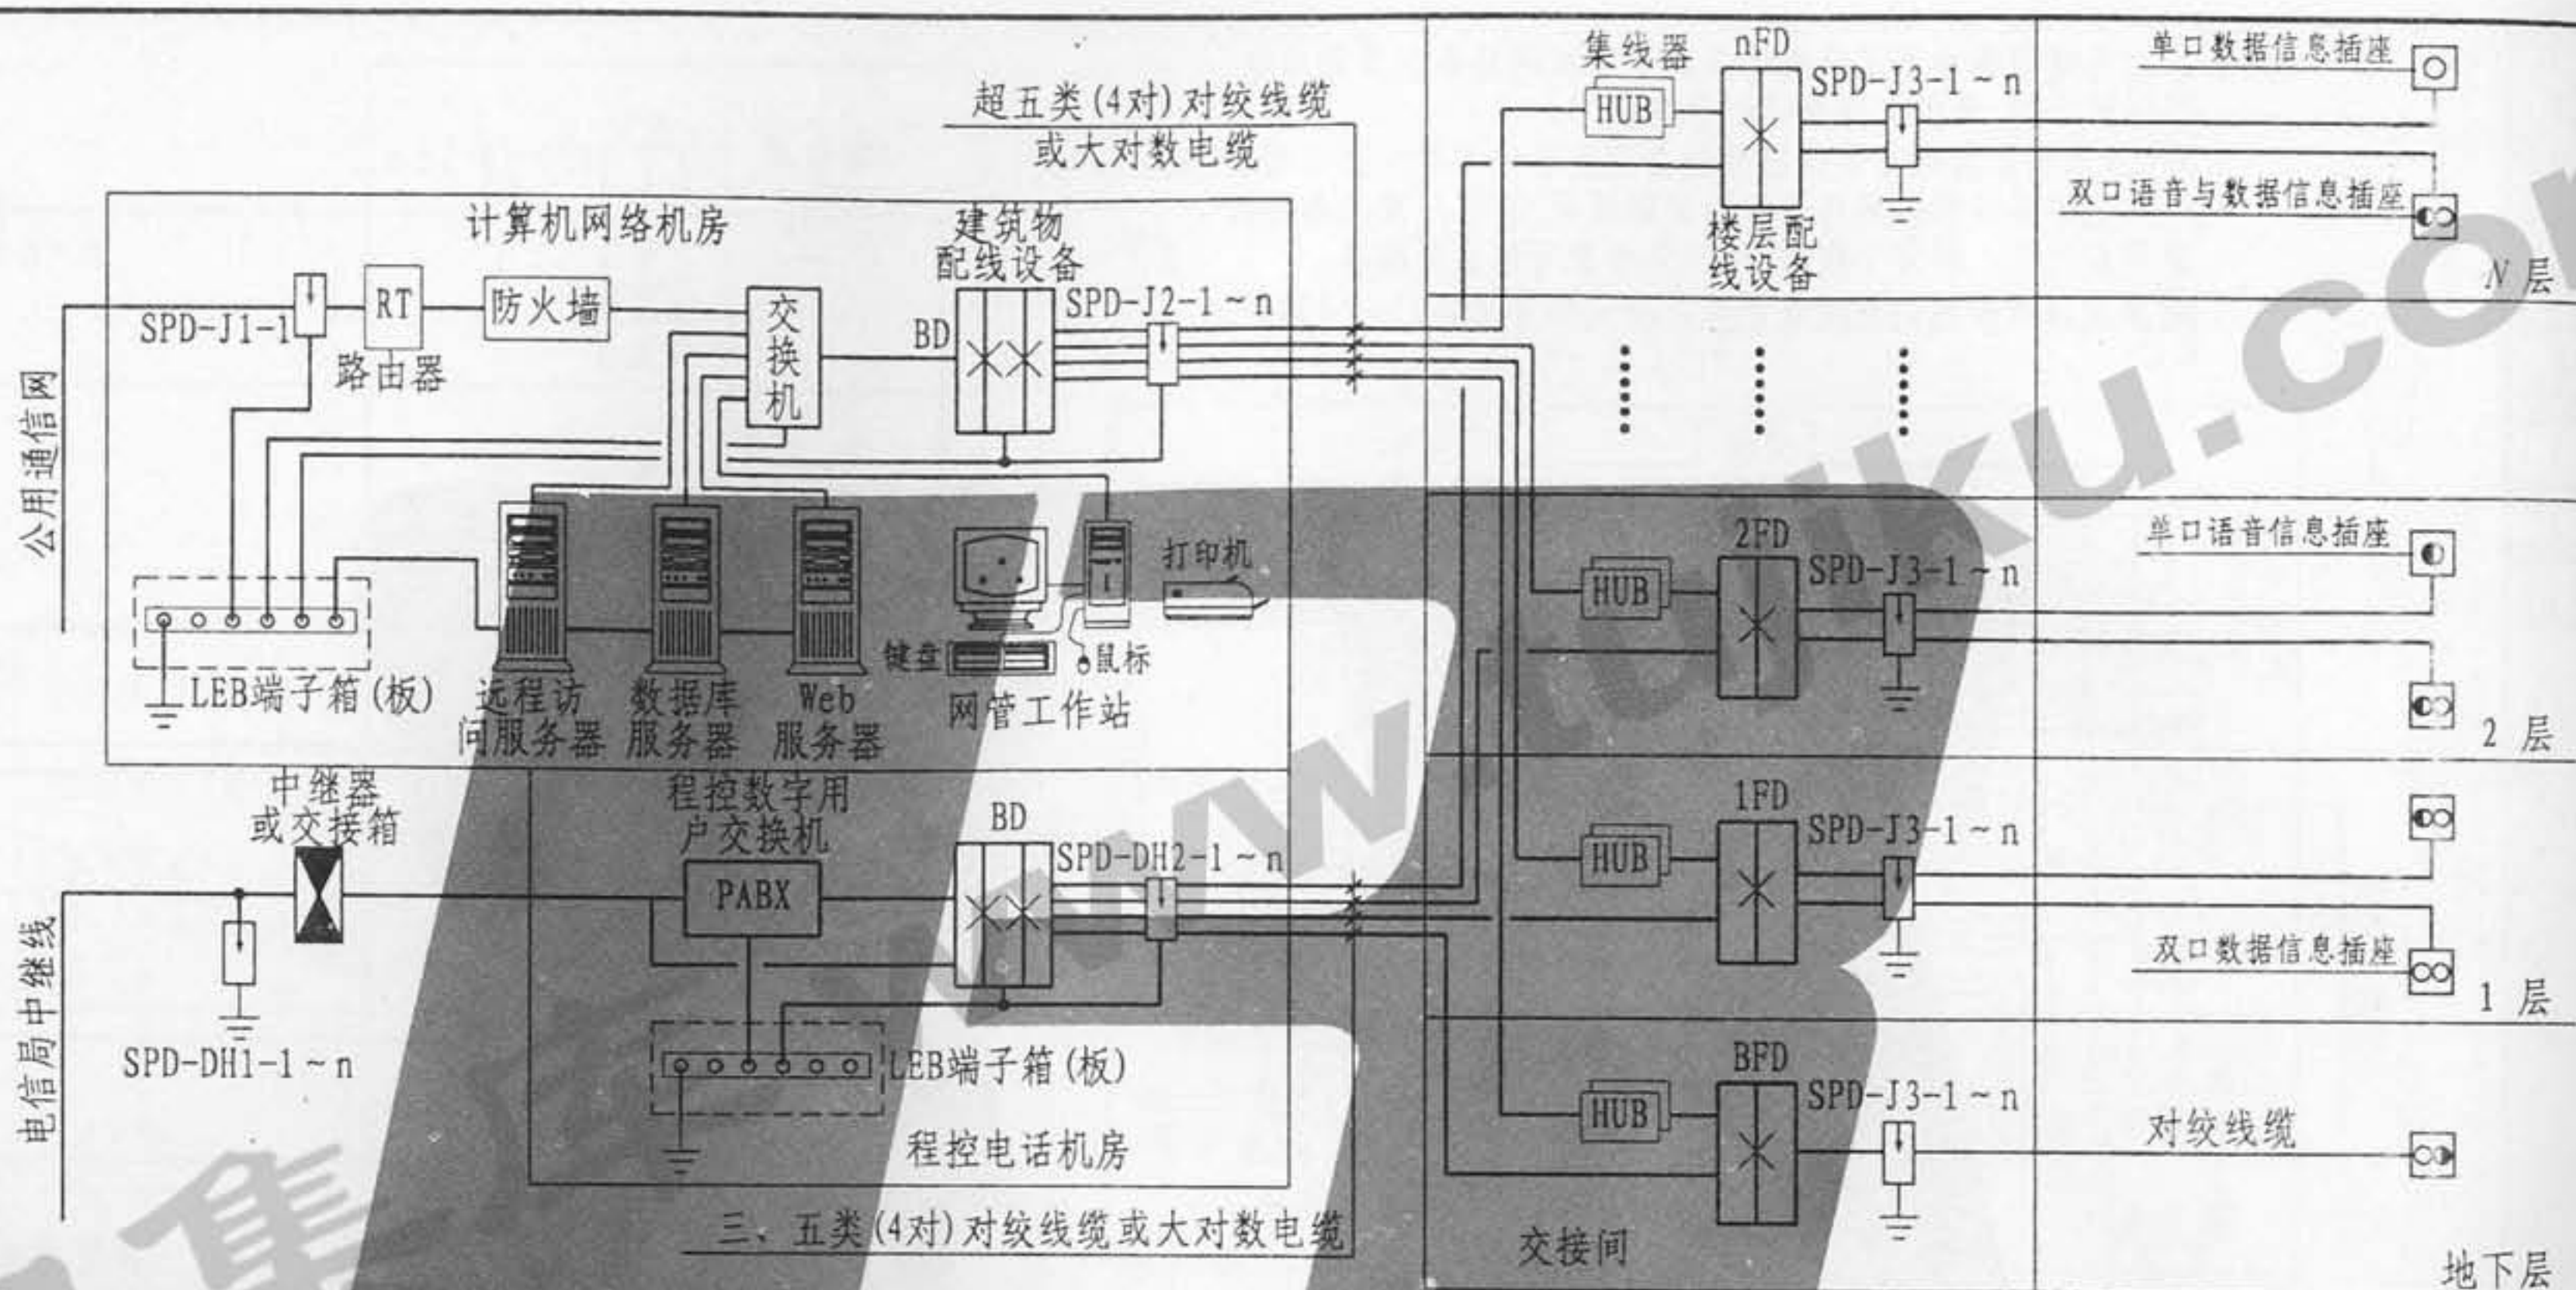 集线器
nFD
SPD-J3-1~n
单口数据信息插座
超五类(4对)对绞线缆
或大对数电缆
HUB
双口语音与数据信息插座
楼层配
线设备
N层
计算机网络机房
建筑物
配线设备
SPD-J1-1
RT
路由器
防火墙
交
换
机
BD
SPD-J2-1~n
公用通信网
2FD
SPD-J3-1~n
单口语音信息插座
HUB
打印机
键盘
鼠标
LEB端子箱(板)
远程访
问服务器
数据库
服务器
Web
服务器
网管工作站
2层
中继器
或交接箱
程控数字用
户交换机
PABX
BD
SPD-DH2-1~n
1FD
SPD-J3-1~n
HUB
双口数据信息插座
1层
电信局中继线
SPD-DH1-1~n
LEB端子箱(板)
程控电话机房
BFD
SPD-J3-1~n
HUB
对绞线缆
三、五类(4对)对绞线缆或大对数电缆
交接间
地下层